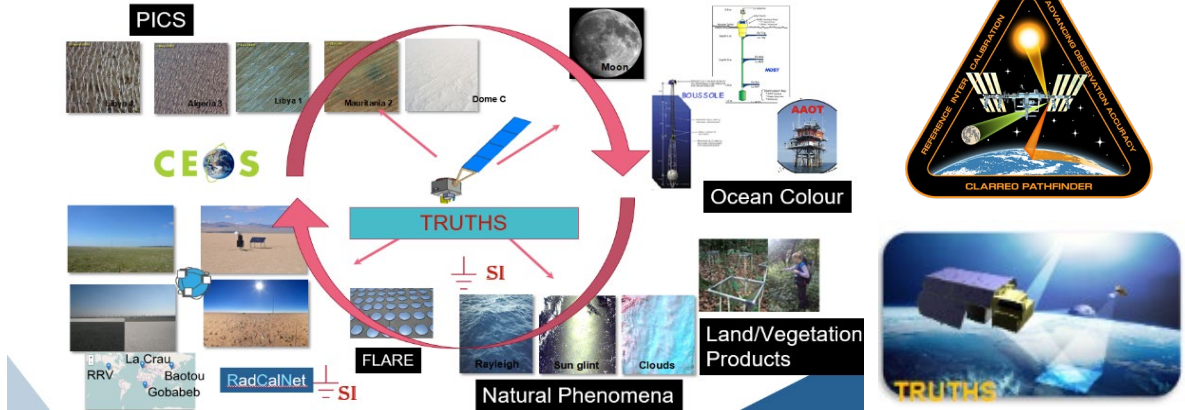 PICS
Libya 4
Algeria 3
Libya 1
Mauritania 2
Dome C
Moon
MOBY
BOUSSOLE
AAOT
Ocean Colour
CEOS
TRUTHS
SI
FLARE
Rayleigh
Sun glint
Clouds
Natural Phenomena
Land/Vegetation
Products
La Crau
RRV
Baotou
Gobabeb
RadCalNet
SI
REFERENCE INTER CALIBRATION
ADVANCING OBSERVATION ACCURACY
CLARREO PATHFINDER
TRUTHS